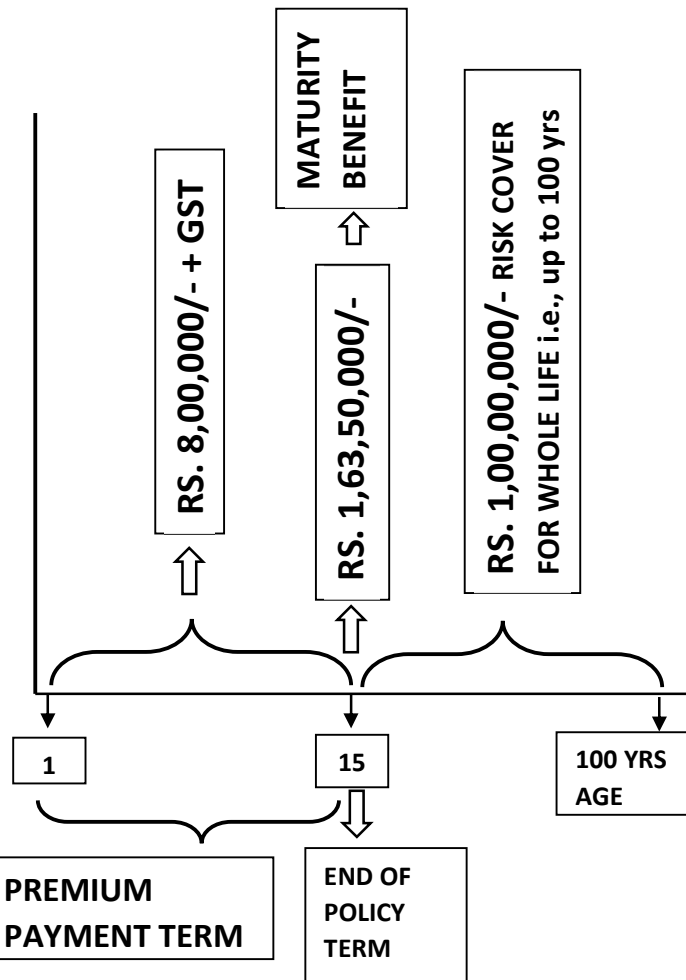 MATURITY
BENEFIT
RS. 8,00,000/- + GST
RS. 1,63,50,000/-
RS. 1,00,00,000/- RISK COVER
FOR WHOLE LIFE i.e., up to 100 yrs
1
15
100 YRS
AGE
PREMIUM
PAYMENT TERM
END OF
POLICY
TERM